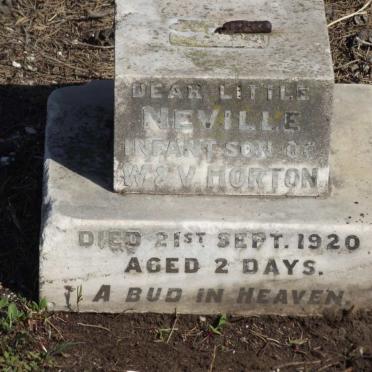 DEAR LITTLE
NEVILLE
INFANT SON OF
W & V. HORTON
DIED 21ST SEPT. 1920
AGED 2 DAYS.
A BUD IN HEAVEN.